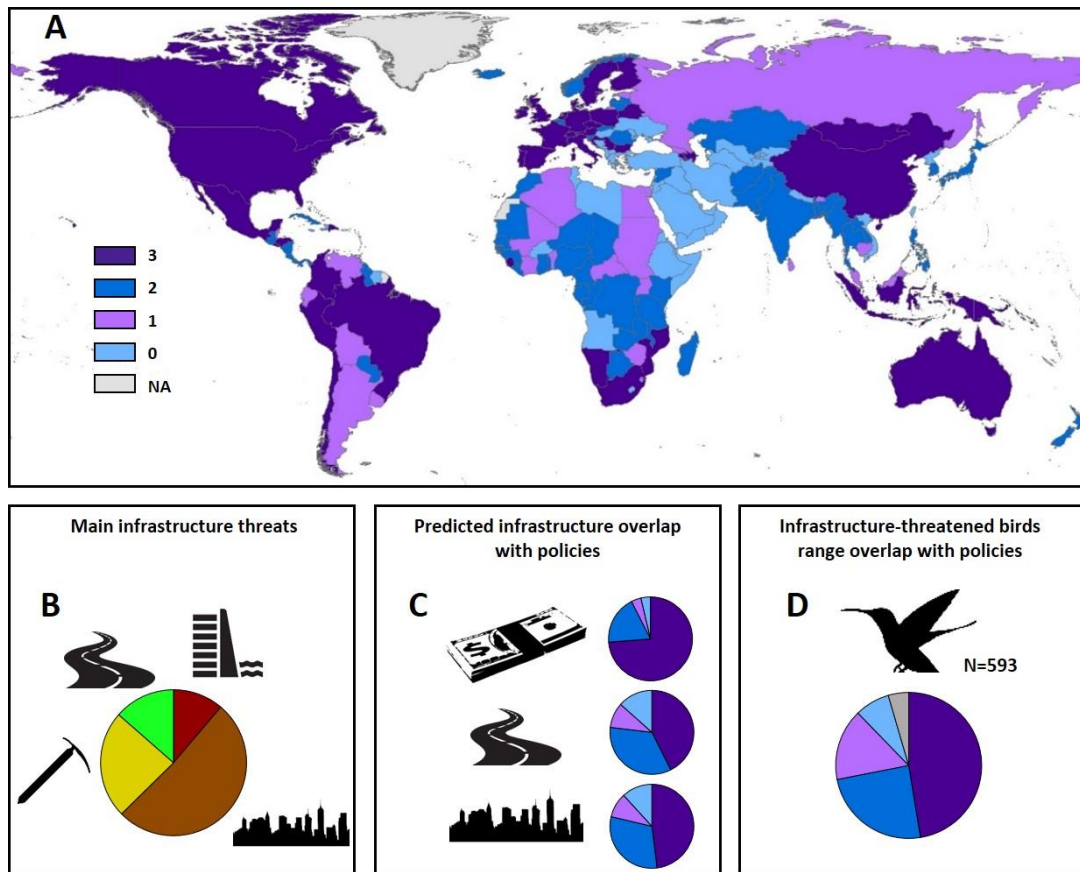 A
3
2
1
0
NA
Main infrastructure threats
B
Predicted infrastructure overlap
with policies
C
$
Infrastructure-threatened birds
range overlap with policies
D
N=593